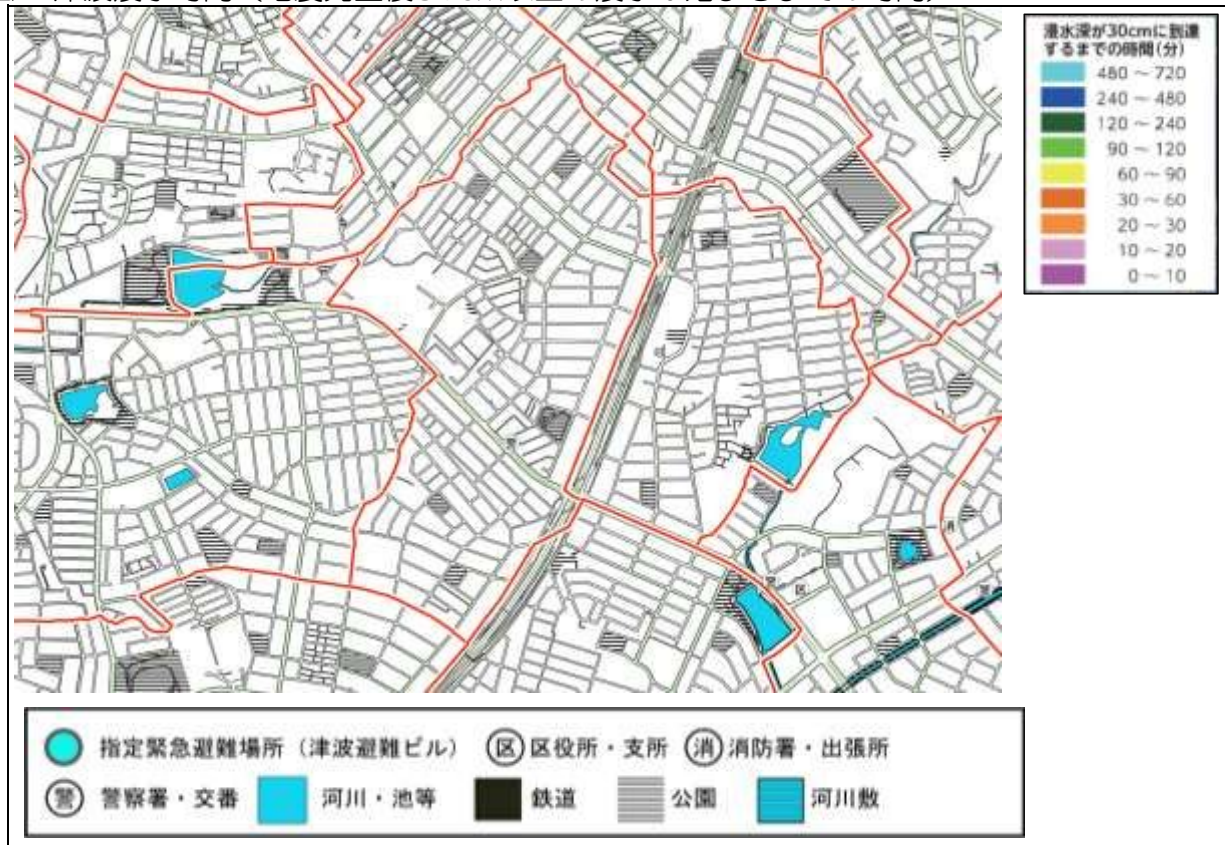 浸水深が30cmに到達
するまでの時間(分)
480 ~ 720
240 ~ 480
120 ~ 240
90 ~ 120
60 ~ 90
30 ~ 60
20 ~ 30
10 ~ 20
0 ~ 10
消
区
指定緊急避難場所(津波避難ビル)
区 区役所・支所
消 消防署・出張所
警 警察署・交番
河川・池等
鉄道
公園
河川敷